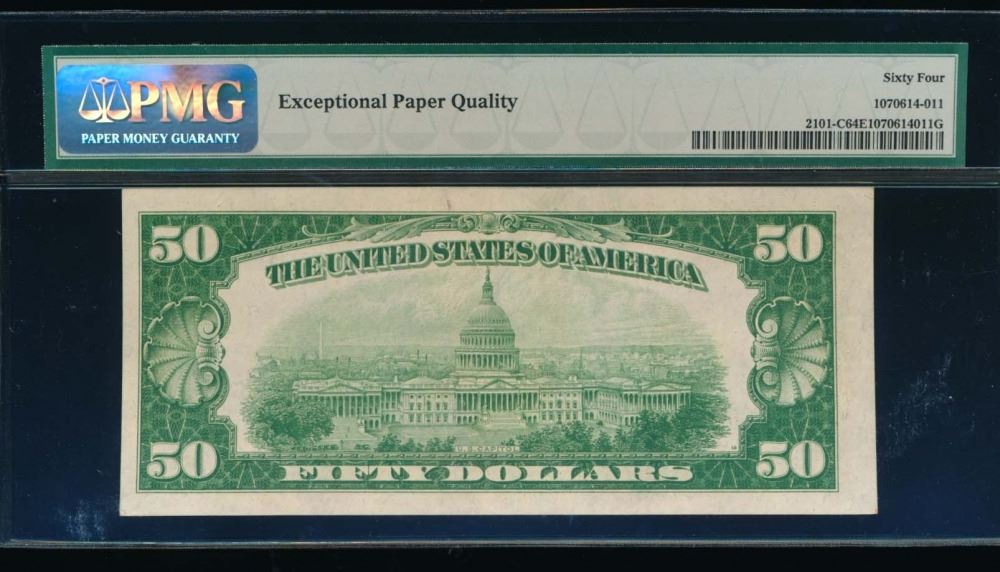 PMG
PAPER MONEY GUARANTY
Exceptional Paper Quality
Sixty Four
1070614-011
2101-C64E1070614011G
50
50
THE UNITED STATES OF AMERICA
U.S. CAPITOL
50
50
FIFTY DOLLARS